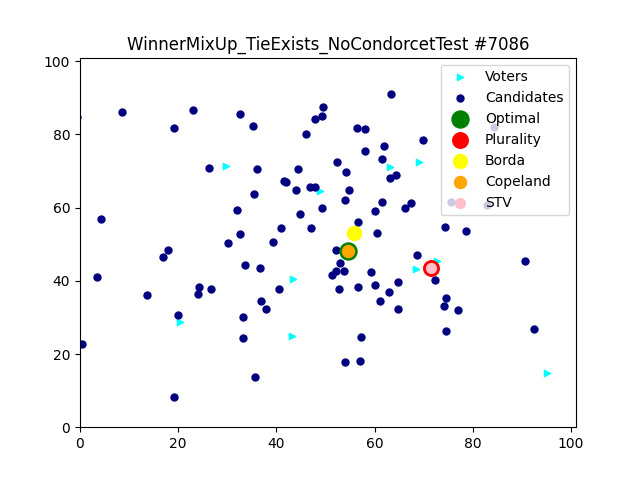 WinnerMixUp_TieExists_NoCondorcetTest #7086
100
80
60
40
20
0
0 20 40 60 80 100
Voters
Candidates
Optimal
Plurality
Borda
Copeland
STV